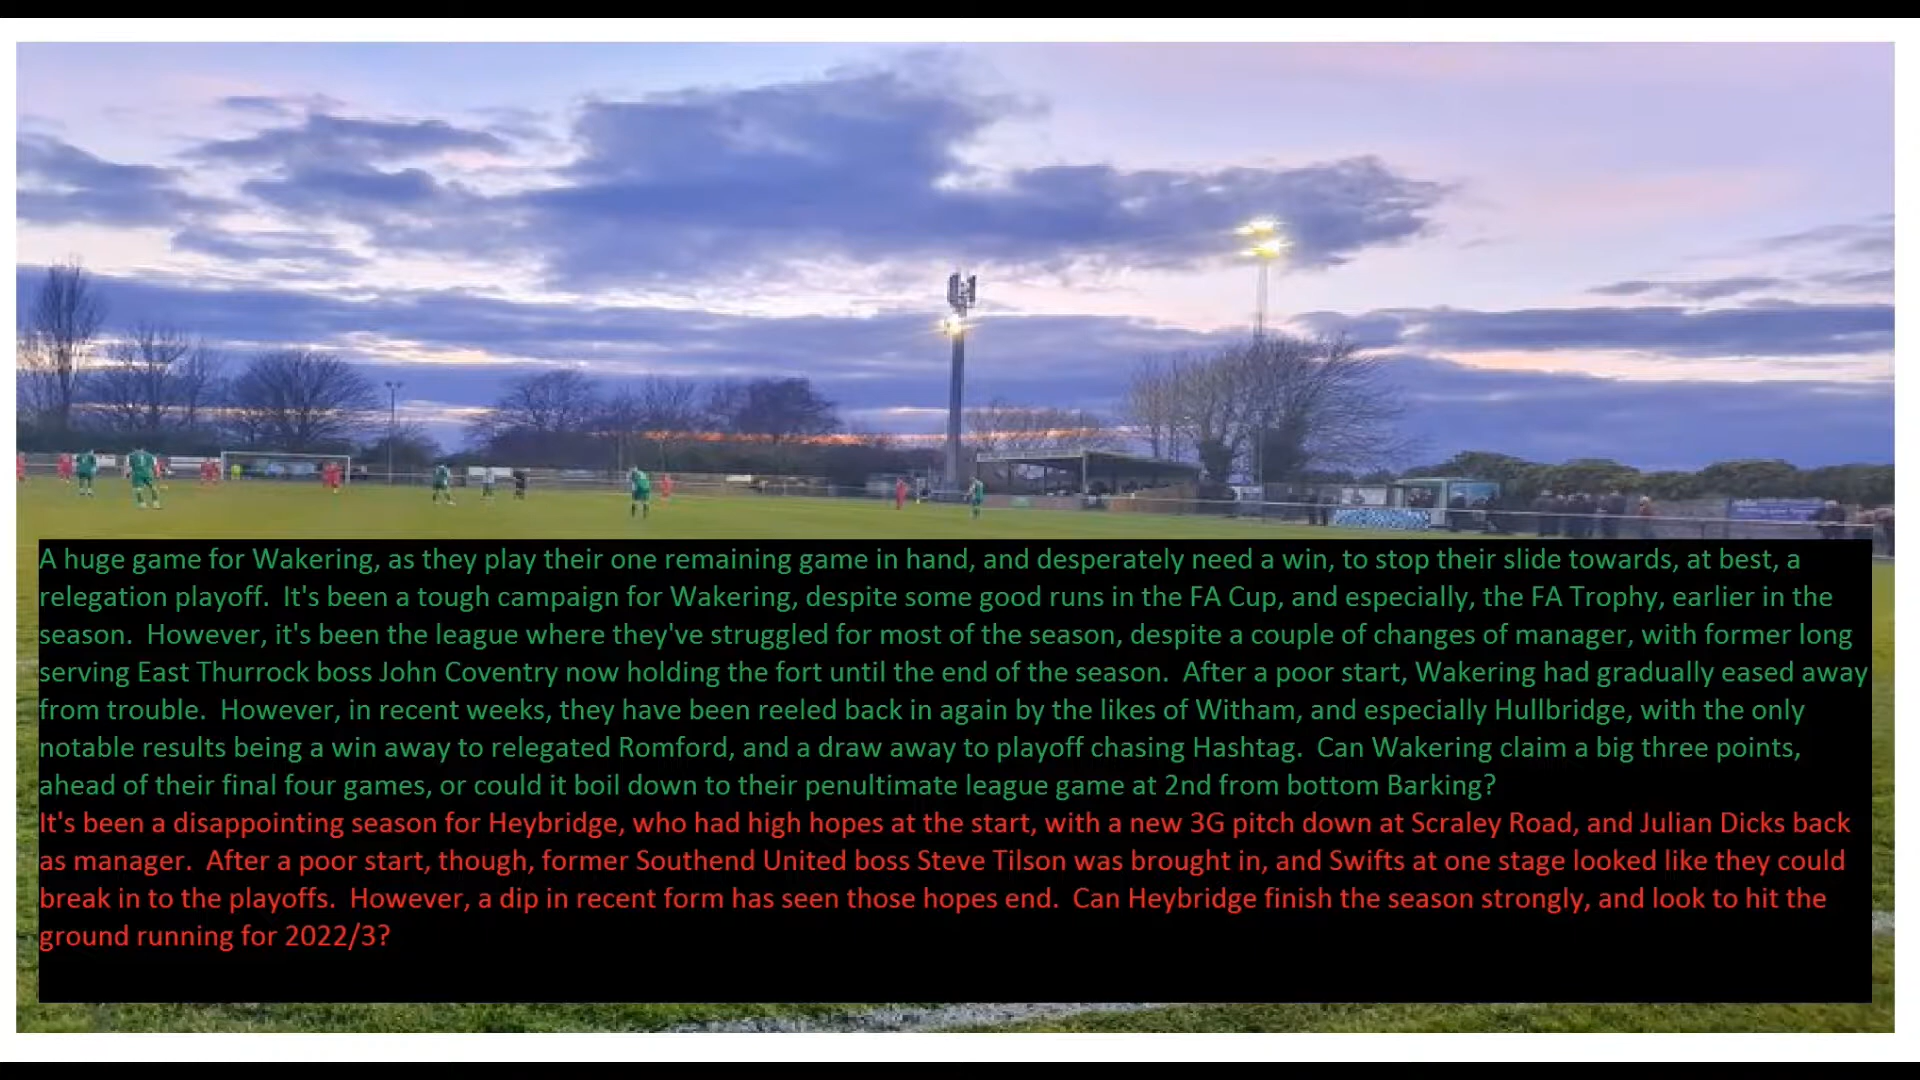 A huge game for Wakering, as they play their one remaining game in hand, and desperately need a win, to stop their slide towards, at best, a
relegation playoff.  It's been a tough campaign for Wakering, despite some good runs in the FA Cup, and especially, the FA Trophy, earlier in the
season.  However, it's been the league where they've struggled for most of the season, despite a couple of changes of manager, with former long
serving East Thurrock boss John Coventry now holding the fort until the end of the season.  After a poor start, Wakering had gradually eased away
from trouble.  However, in recent weeks, they have been reeled back in again by the likes of Witham, and especially Hullbridge, with the only
notable results being a win away to relegated Romford, and a draw away to playoff chasing Hashtag.  Can Wakering claim a big three points,
ahead of their final four games, or could it boil down to their penultimate league game at 2nd from bottom Barking?
It's been a disappointing season for Heybridge, who had high hopes at the start, with a new 3G pitch down at Scraley Road, and Julian Dicks back
as manager.  After a poor start, though, former Southend United boss Steve Tilson was brought in, and Swifts at one stage looked like they could
break in to the playoffs.  However, a dip in recent form has seen those hopes end.  Can Heybridge finish the season strongly, and look to hit the
ground running for 2022/3?